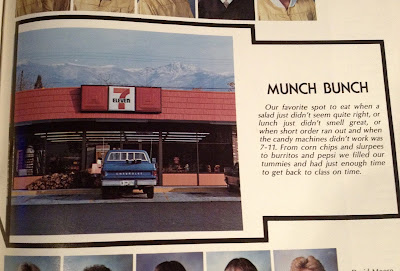 7
ELEVEN
CHEVROLET
MUNCH BUNCH
Our favorite spot to eat when a
salad just didn't seem quite right, or
lunch just didn't smell great, or
when short order ran out and when
the candy machines didn't work was
7-11. From corn chips and slurpees
to burritos and pepsi we filled our
tummies and had just enough time
to get back to class on time.